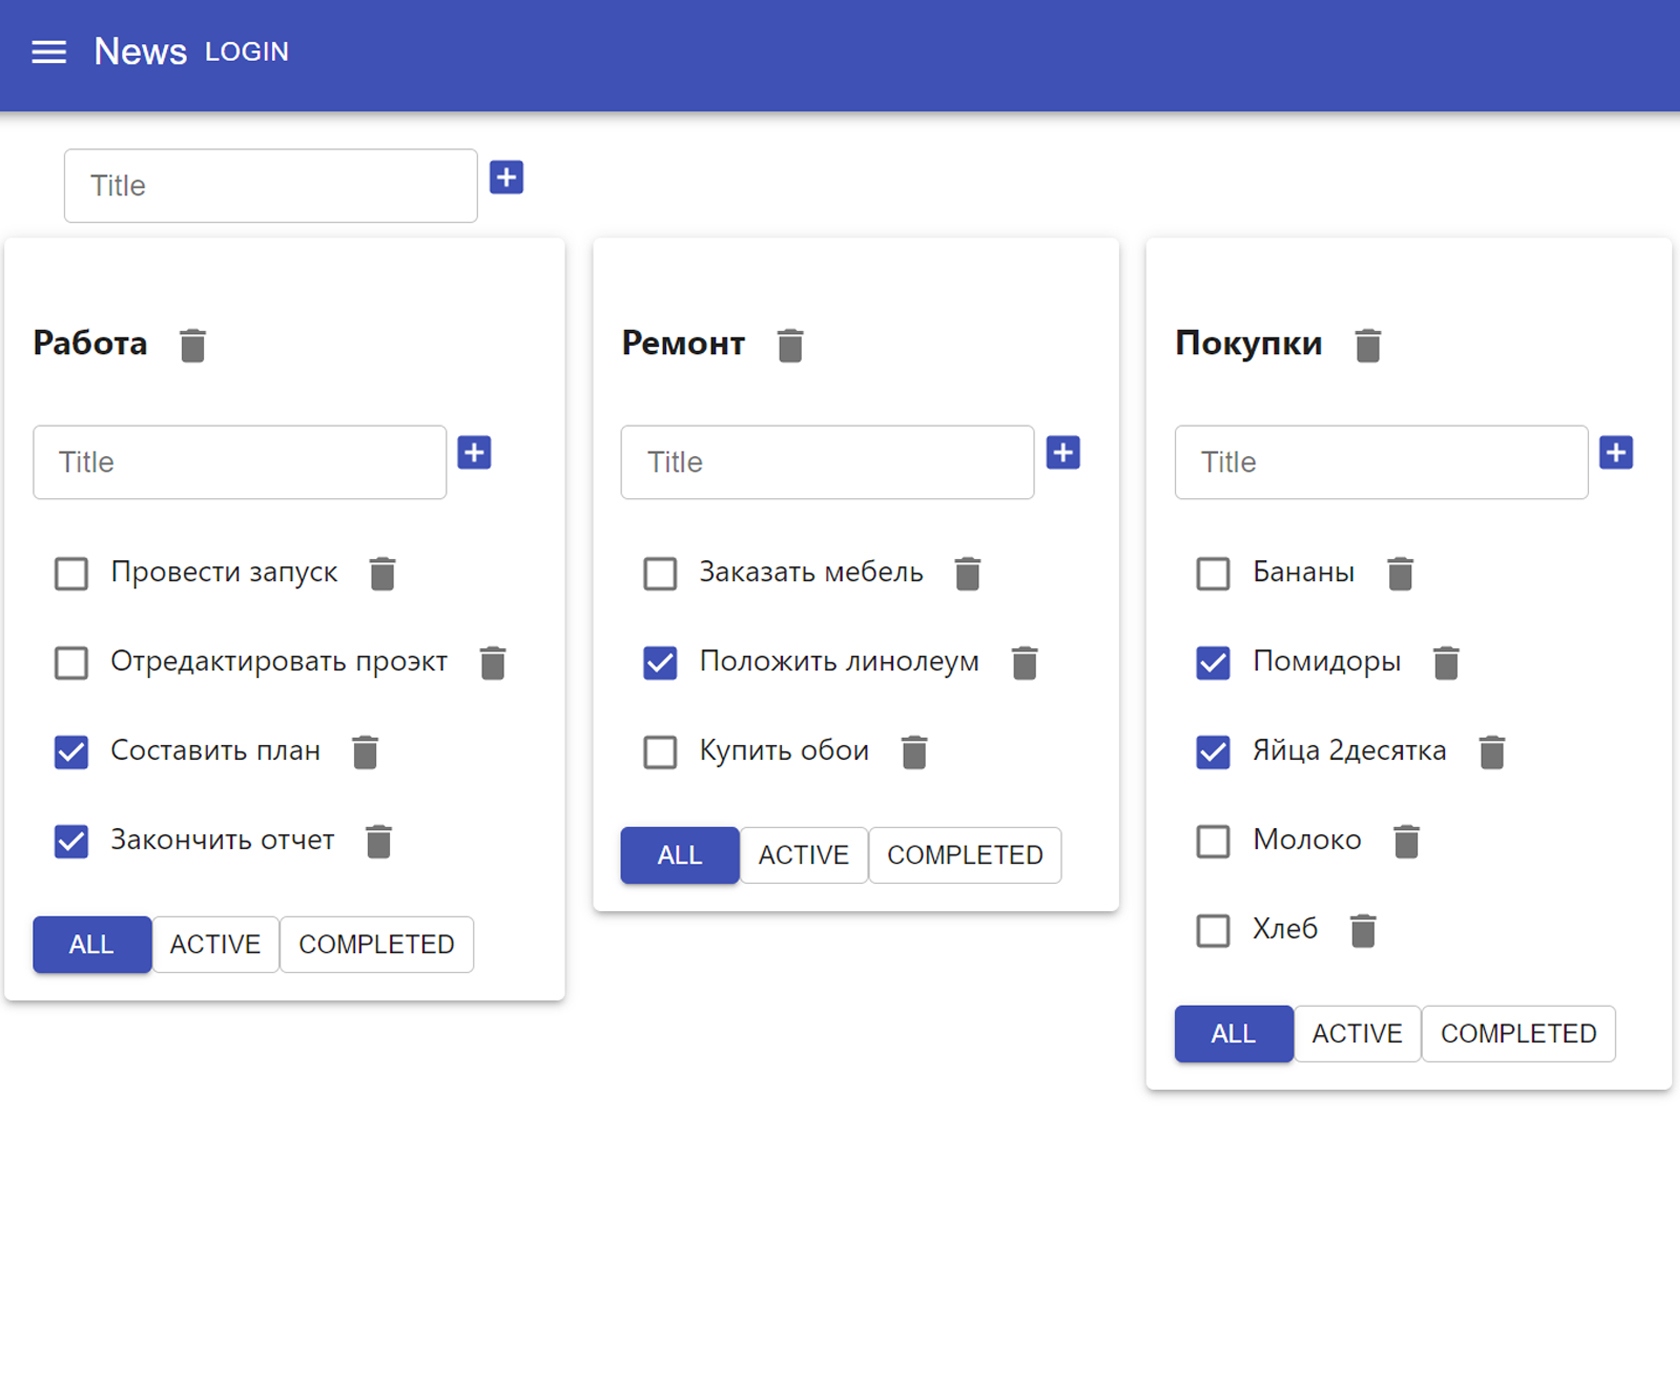 News LOGIN
Title
Работа
Title
Провести запуск
Отредактировать проэкт
Составить план
Закончить отчет
ALL ACTIVE COMPLETED
Ремонт
Title
Заказать мебель
Положить линолеум
Купить обои
ALL ACTIVE COMPLETED
Покупки
Title
Бананы
Помидоры
Яйца 2десятка
Молоко
Хлеб
ALL ACTIVE COMPLETED